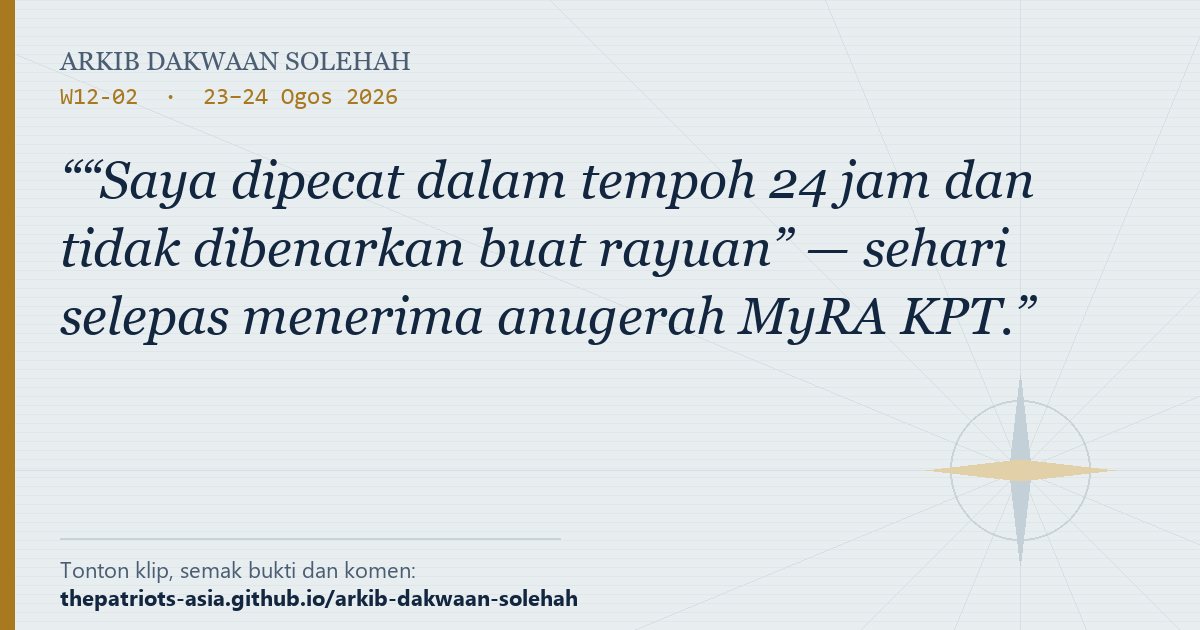 ARKIB DAKWAAN SOLEHAH
W12-02 · 23–24 Ogos 2026
““Saya dipecat dalam tempoh 24 jam dan
tidak dibenarkan buat rayuan” — sehari
selepas menerima anugerah MyRA KPT.”
Tonton klip, semak bukti dan komen:
thepatriots-asia.github.io/arkib-dakwaan-solehah